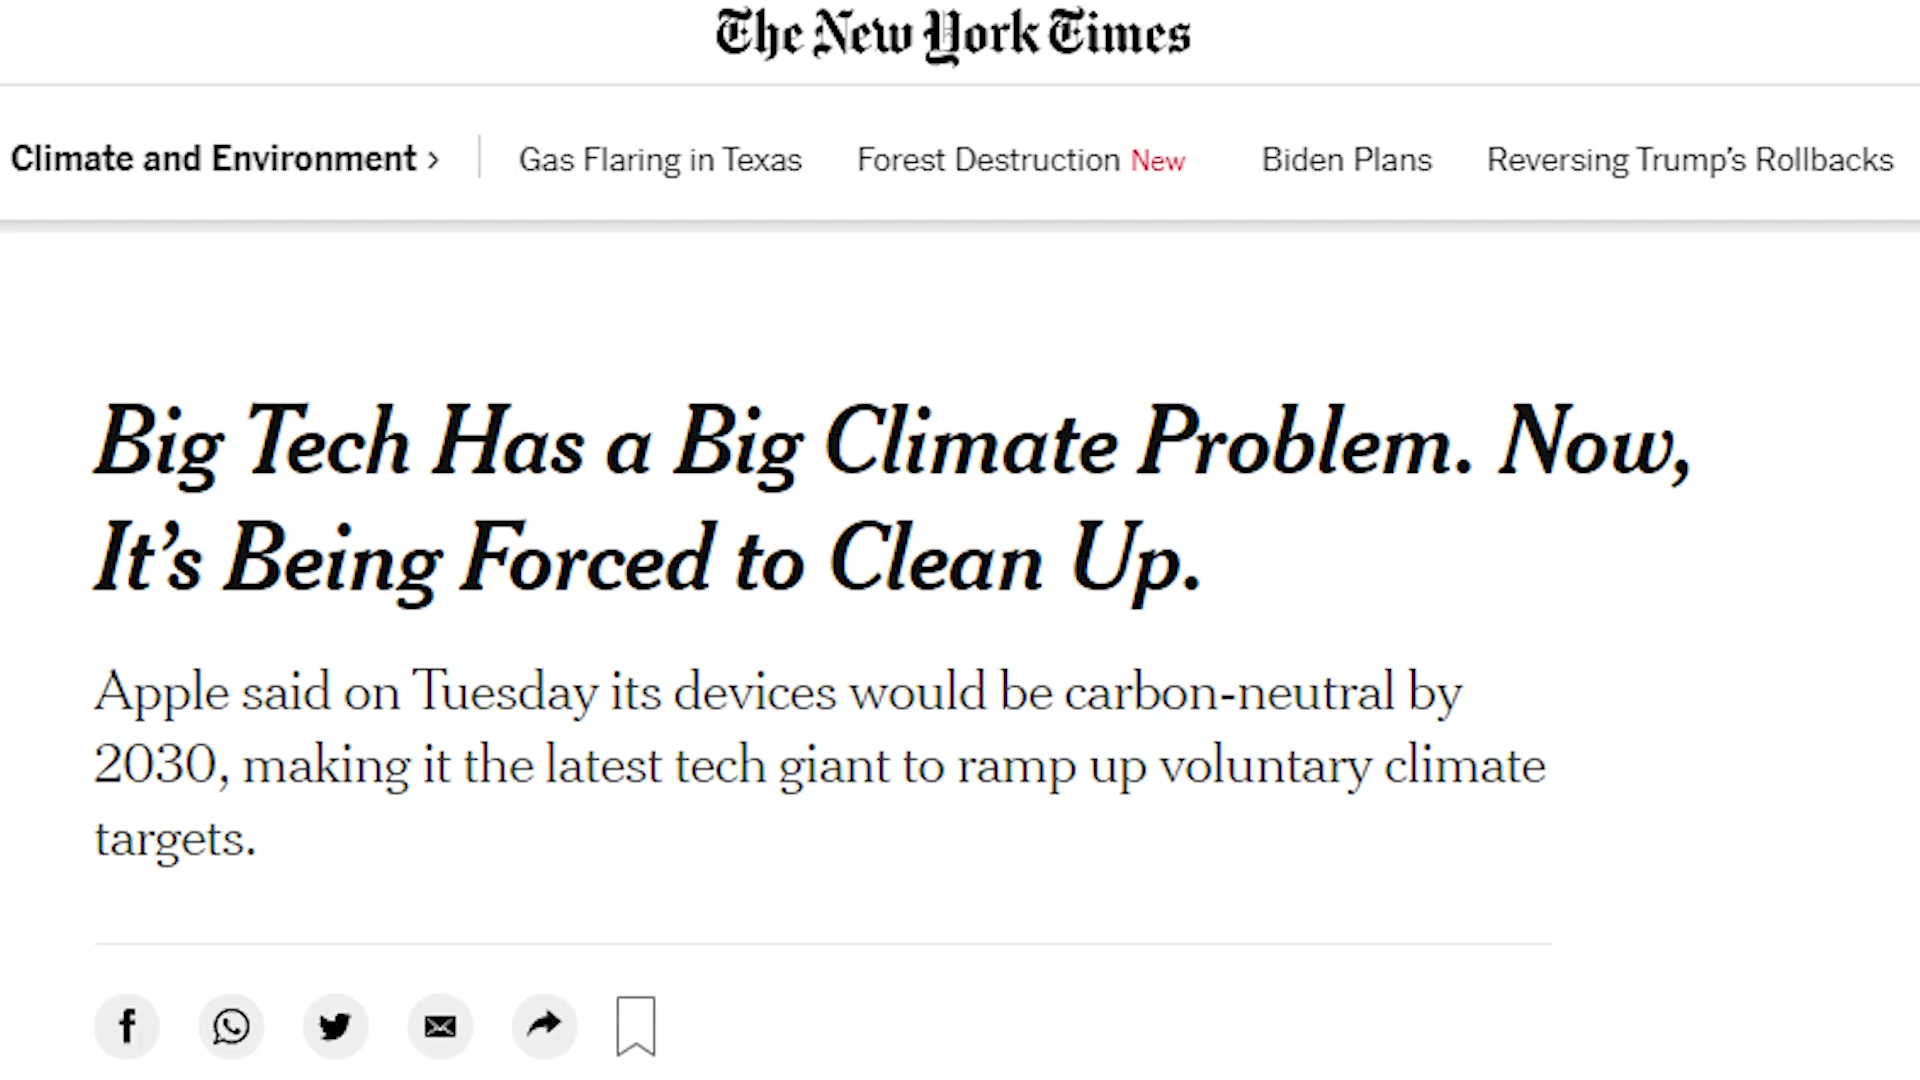 The New York Times
Climate and Environment › Gas Flaring in Texas Forest Destruction New Biden Plans Reversing Trump’s Rollbacks
Big Tech Has a Big Climate Problem. Now,
It’s Being Forced to Clean Up.
Apple said on Tuesday its devices would be carbon-neutral by
2030, making it the latest tech giant to ramp up voluntary climate
targets.